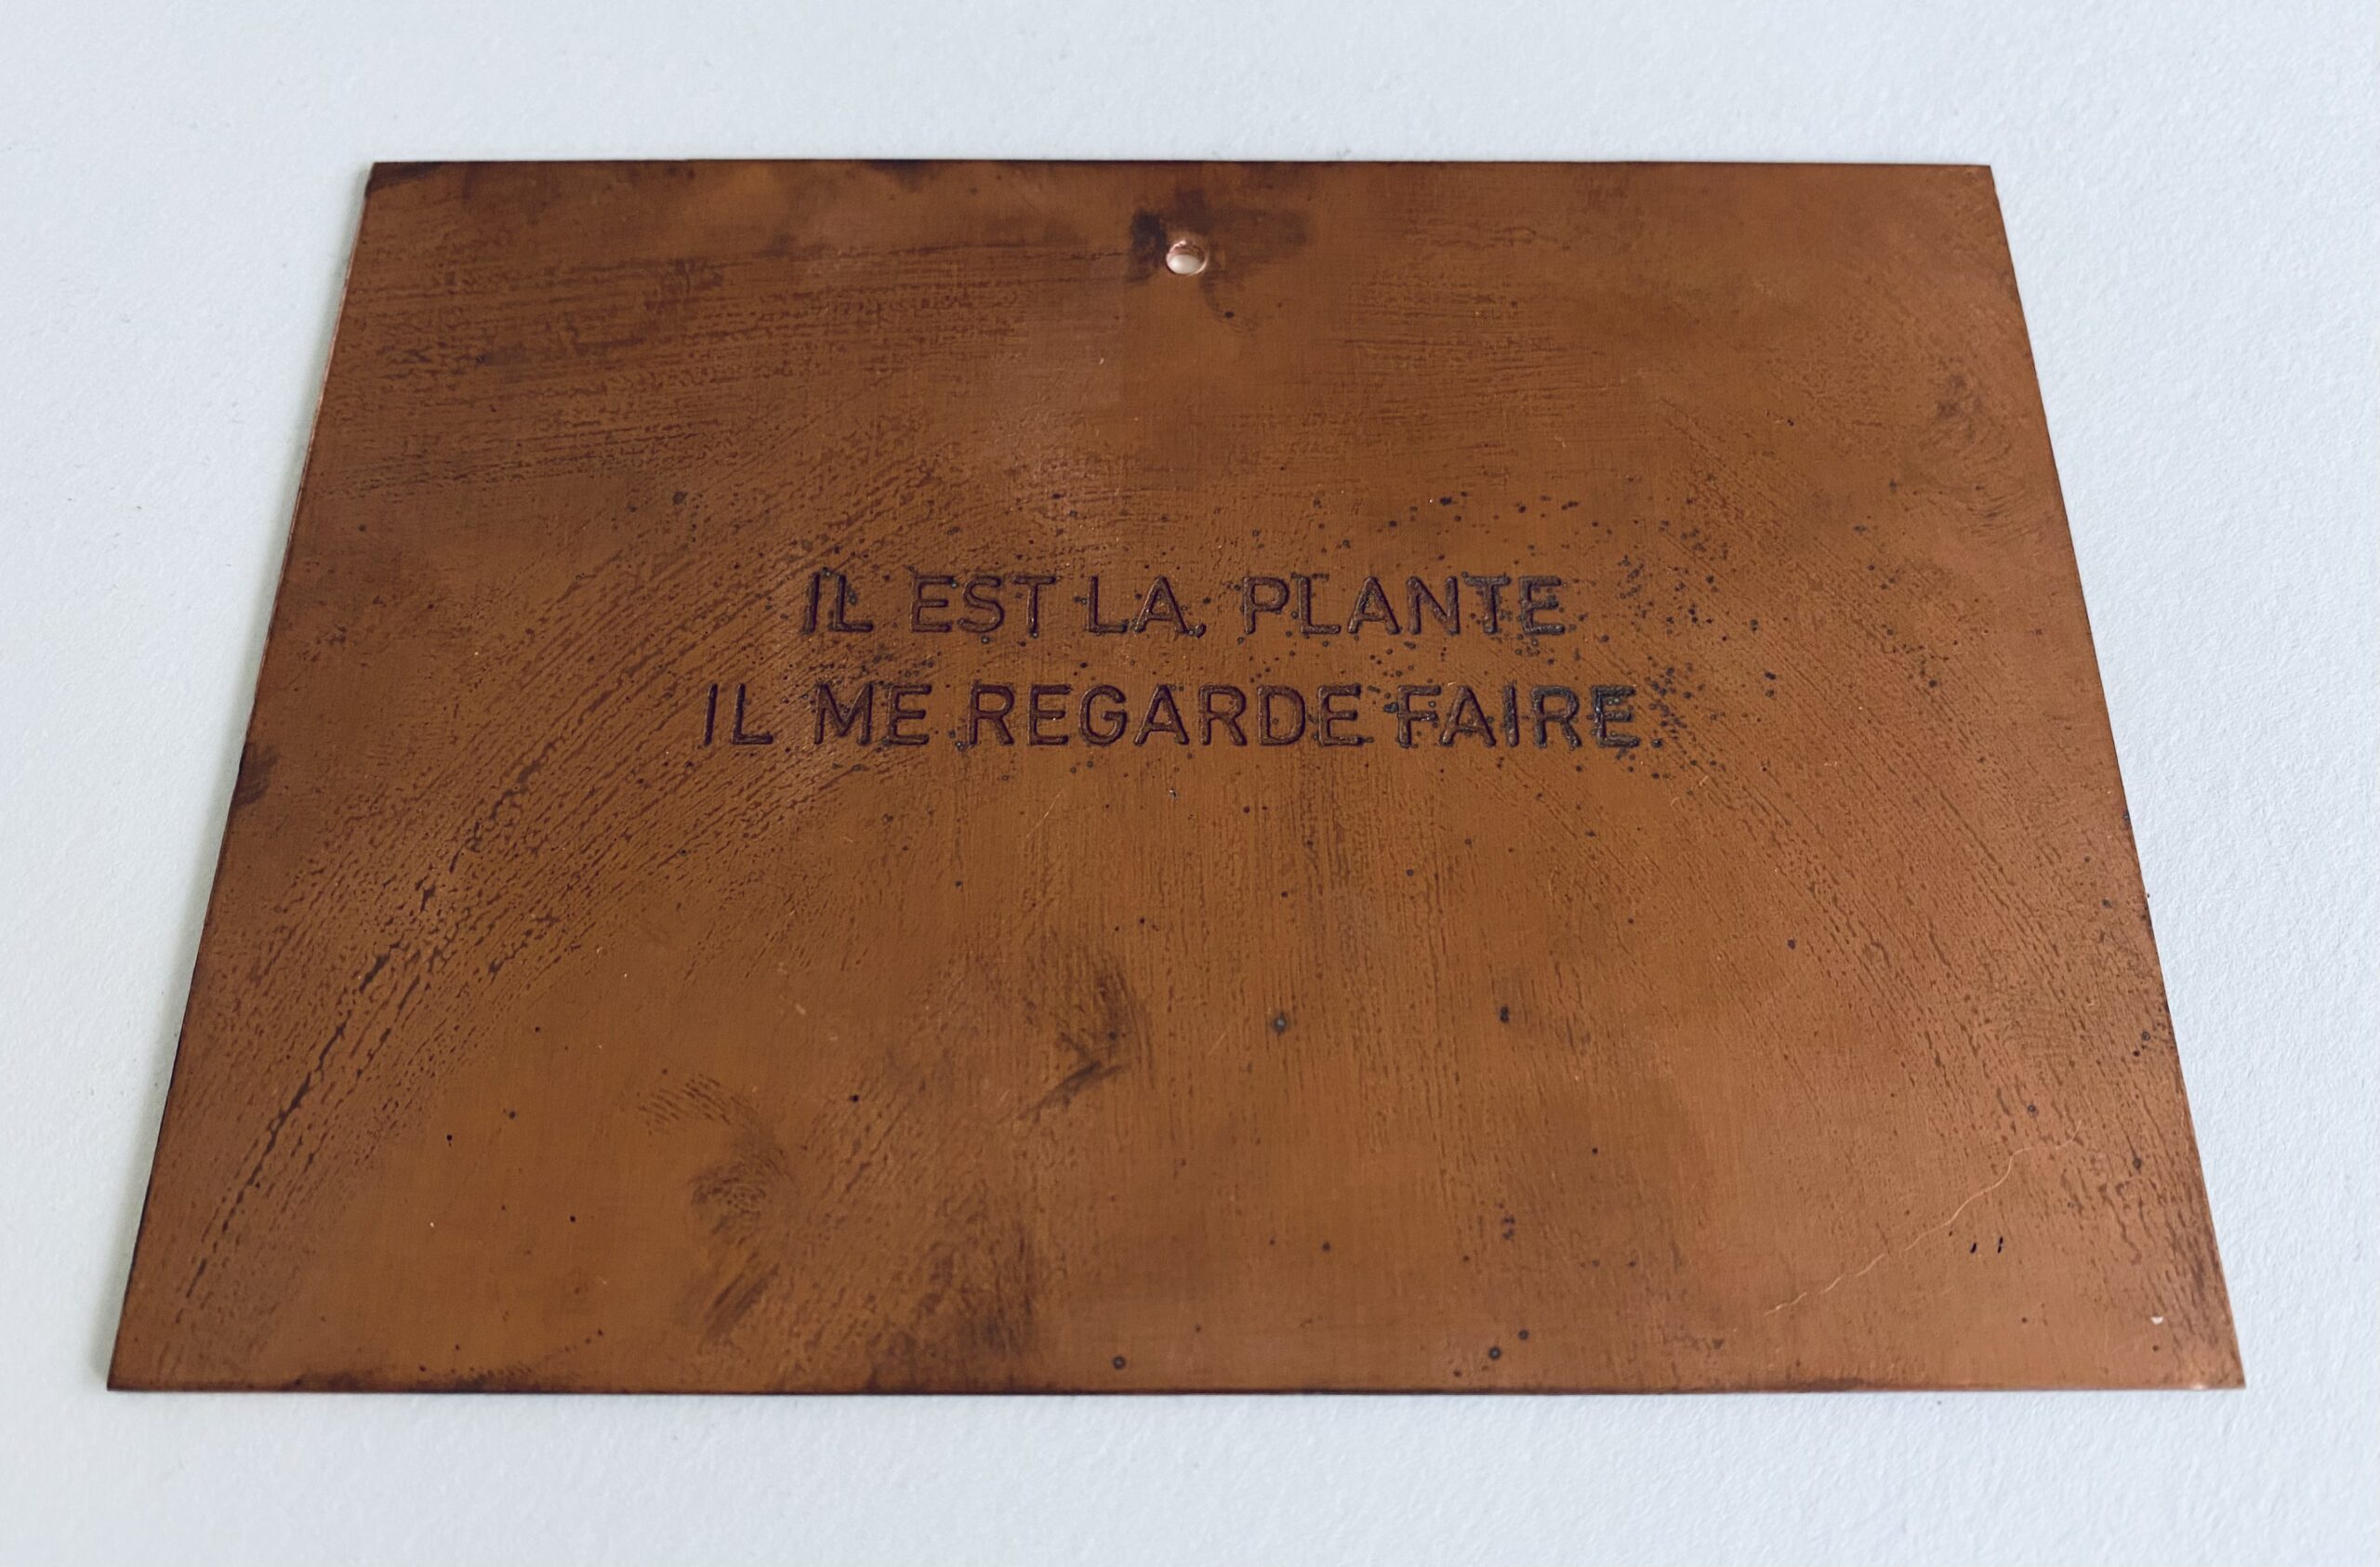 IL EST LA, PLANTE
IL ME REGARDE FAIRE.